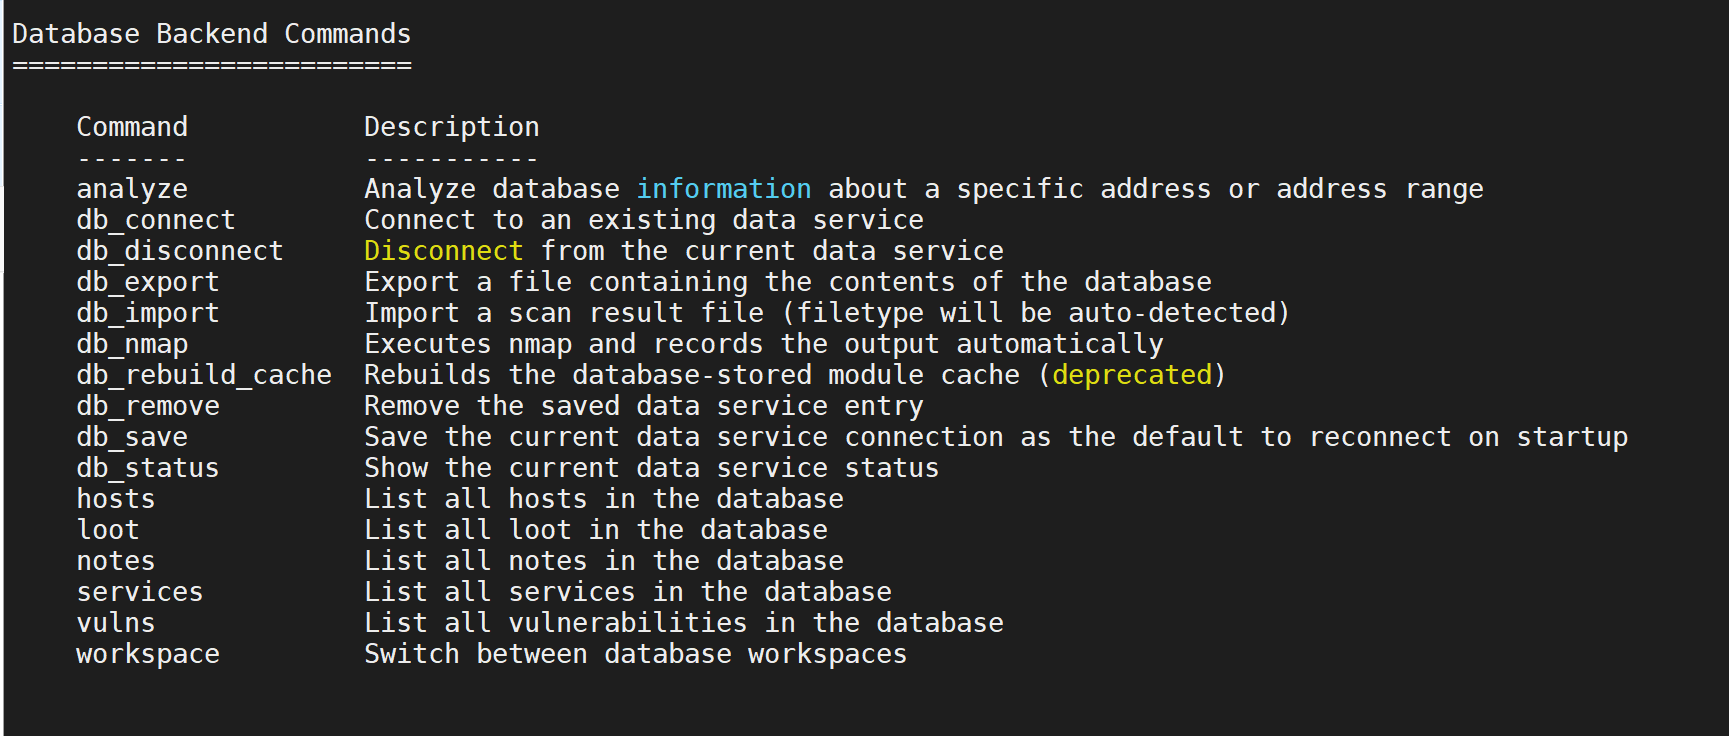 Database Backend Commands
=========================
Command           Description
-------           -----------
analyze           Analyze database information about a specific address or address range
db_connect        Connect to an existing data service
db_disconnect     Disconnect from the current data service
db_export         Export a file containing the contents of the database
db_import         Import a scan result file (filetype will be auto-detected)
db_nmap           Executes nmap and records the output automatically
db_rebuild_cache  Rebuilds the database-stored module cache (deprecated)
db_remove         Remove the saved data service entry
db_save           Save the current data service connection as the default to reconnect on startup
db_status         Show the current data service status
hosts             List all hosts in the database
loot              List all loot in the database
notes             List all notes in the database
services          List all services in the database
vulns             List all vulnerabilities in the database
workspace         Switch between database workspaces